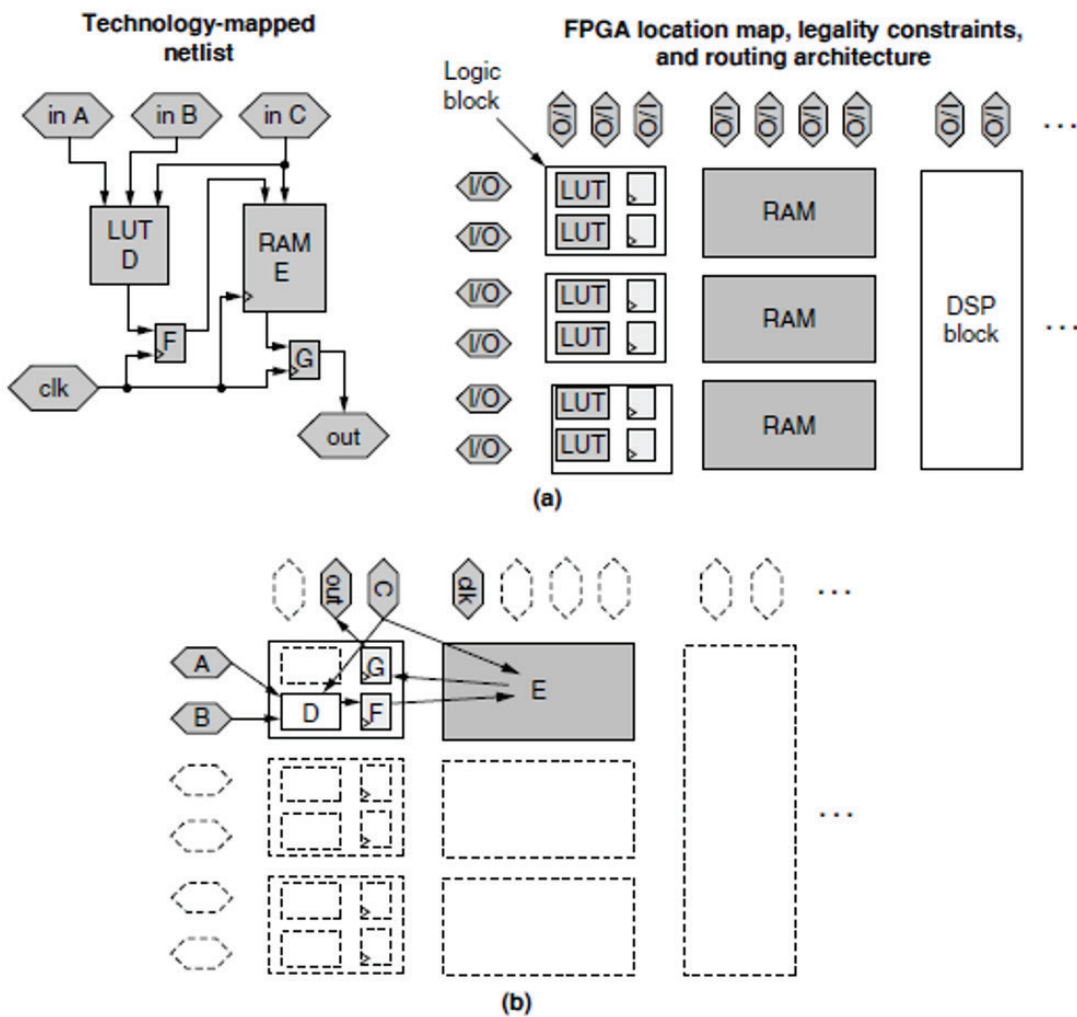 Technology-mapped
netlist
FPGA location map, legality constraints,
and routing architecture
in A
in B
in C
LUT
D
RAM
E
F
G
clk
out
Logic
block
I/O I/O I/O I/O I/O I/O I/O I/O I/O ...
I/O
I/O
I/O
I/O
I/O
I/O
LUT
LUT
LUT
LUT
LUT
LUT
RAM
RAM
RAM
DSP
block
...
(a)
out C clk ...
A
B
G
D F
E
...
(b)